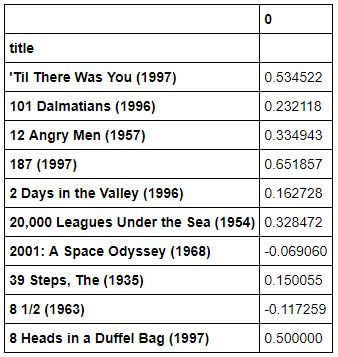 0
title
'Til There Was You (1997) 0.534522
101 Dalmatians (1996) 0.232118
12 Angry Men (1957) 0.334943
187 (1997) 0.651857
2 Days in the Valley (1996) 0.162728
20,000 Leagues Under the Sea (1954) 0.328472
2001: A Space Odyssey (1968) -0.069060
39 Steps, The (1935) 0.150055
8 1/2 (1963) -0.117259
8 Heads in a Duffel Bag (1997) 0.500000